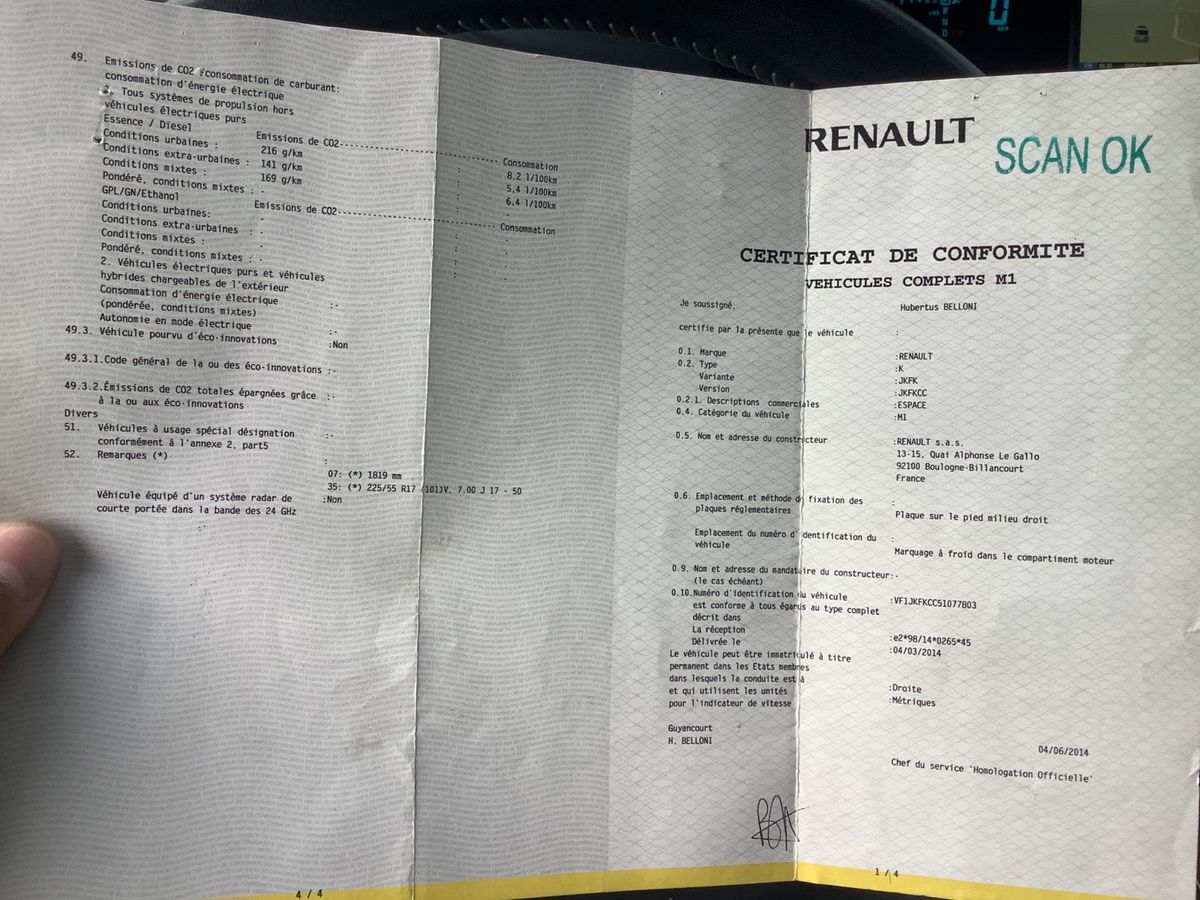 49. Emissions de CO2 /consommation de carburant:
consommation d'énergie électrique
1. Tous systèmes de propulsion hors
véhicules électriques purs
Essence / Diesel Emissions de CO2 Consommation
Conditions urbaines : 216 g/km : 8.2 l/100km
Conditions extra-urbaines : 141 g/km : 5.4 l/100km
Conditions mixtes : 169 g/km : 6.4 l/100km
Pondéré, conditions mixtes : - -
GPL/GN/Ethanol Emissions de CO2 Consommation
Conditions urbaines: - : -
Conditions extra-urbaines : - : -
Conditions mixtes : - : -
Pondéré, conditions mixtes : - : -
2. Véhicules électriques purs et véhicules
hybrides chargeables de l'extérieur
Consommation d'énergie électrique :-
(pondérée, conditions mixtes)
Autonomie en mode électrique :-
49.3. Véhicule pourvu d'éco-innovations :Non
49.3.1.Code général de la ou des éco-innovations :-
49.3.2.Émissions de CO2 totales épargnées grâce :-
à la ou aux éco-innovations
Divers
51. Véhicules à usage spécial désignation :-
conformément à l'annexe 2, part5
52. Remarques (*) :
07: (*) 1819 mm
35: (*) 225/55 R17 (101)V, 7.00 J 17 - 50
Véhicule équipé d'un système radar de :Non
courte portée dans la bande des 24 GHz
4 / 4
RENAULT
SCAN OK
CERTIFICAT DE CONFORMITE
VEHICULES COMPLETS M1
Je soussigné, Hubertus BELLONI
certifie par la présente que le véhicule :
0.1. Marque :RENAULT
0.2. Type :K
Variante :JKFK
Version :JKFKCC
0.2.1. Descriptions commerciales :ESPACE
0.4. Catégorie du véhicule :M1
0.5. Nom et adresse du constructeur :RENAULT s.a.s.
13-15, Quai Alphonse Le Gallo
92100 Boulogne-Billancourt
France
0.6. Emplacement et méthode de fixation des :
plaques réglementaires Plaque sur le pied milieu droit
Emplacement du numéro d'identification du :
véhicule Marquage à froid dans le compartiment moteur
0.9. Nom et adresse du mandataire du constructeur:-
(le cas échéant)
0.10.Numéro d'identification du véhicule :VF1JKFKCC51077803
est conforme à tous égards au type complet
décrit dans
La réception :e2*98/14*0265*45
Délivrée le :04/03/2014
Le véhicule peut être immatriculé à titre
permanent dans les Etats membres
dans lesquels la conduite est à :Droite
et qui utilisent les unités :Métriques
pour l'indicateur de vitesse
Guyancourt 04/06/2014
H. BELLONI Chef du service 'Homologation Officielle'
1 / 4